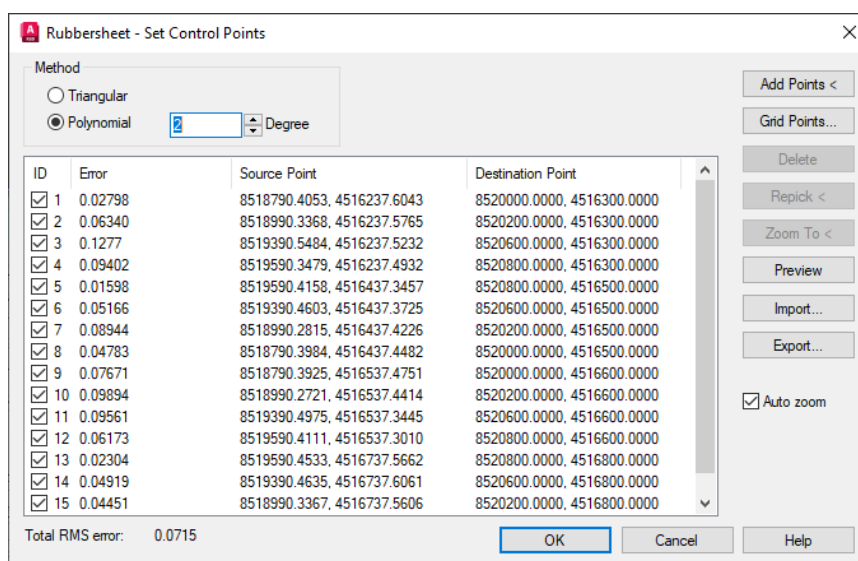 Rubbersheet - Set Control Points
Method
Triangular
Polynomial 2 Degree
Add Points <
Grid Points...
Delete
Repick <
Zoom To <
Preview
Import...
Export...
Auto zoom
ID Error Source Point Destination Point
1 0.02798 8518790.4053, 4516237.6043 8520000.0000, 4516300.0000
2 0.06340 8518990.3368, 4516237.5765 8520200.0000, 4516300.0000
3 0.1277 8519390.5484, 4516237.5232 8520600.0000, 4516300.0000
4 0.09402 8519590.3479, 4516237.4932 8520800.0000, 4516300.0000
5 0.01598 8519590.4158, 4516437.3457 8520800.0000, 4516500.0000
6 0.05166 8519390.4603, 4516437.3725 8520600.0000, 4516500.0000
7 0.08944 8518990.2815, 4516437.4226 8520200.0000, 4516500.0000
8 0.04783 8518790.3984, 4516437.4482 8520000.0000, 4516500.0000
9 0.07671 8518790.3925, 4516537.4751 8520000.0000, 4516600.0000
10 0.09894 8518990.2721, 4516537.4414 8520200.0000, 4516600.0000
11 0.09561 8519390.4975, 4516537.3445 8520600.0000, 4516600.0000
12 0.06173 8519590.4111, 4516537.3010 8520800.0000, 4516600.0000
13 0.02304 8519590.4533, 4516737.5662 8520800.0000, 4516800.0000
14 0.04919 8519390.4635, 4516737.6061 8520600.0000, 4516800.0000
15 0.04451 8518990.3367, 4516737.5606 8520200.0000, 4516800.0000
Total RMS error: 0.0715
OK Cancel Help